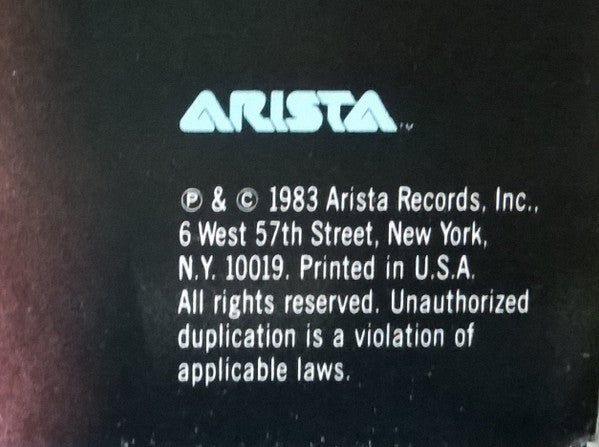 ARISTA™
℗ & © 1983 Arista Records, Inc.,
6 West 57th Street, New York,
N.Y. 10019. Printed in U.S.A.
All rights reserved. Unauthorized
duplication is a violation of
applicable laws.